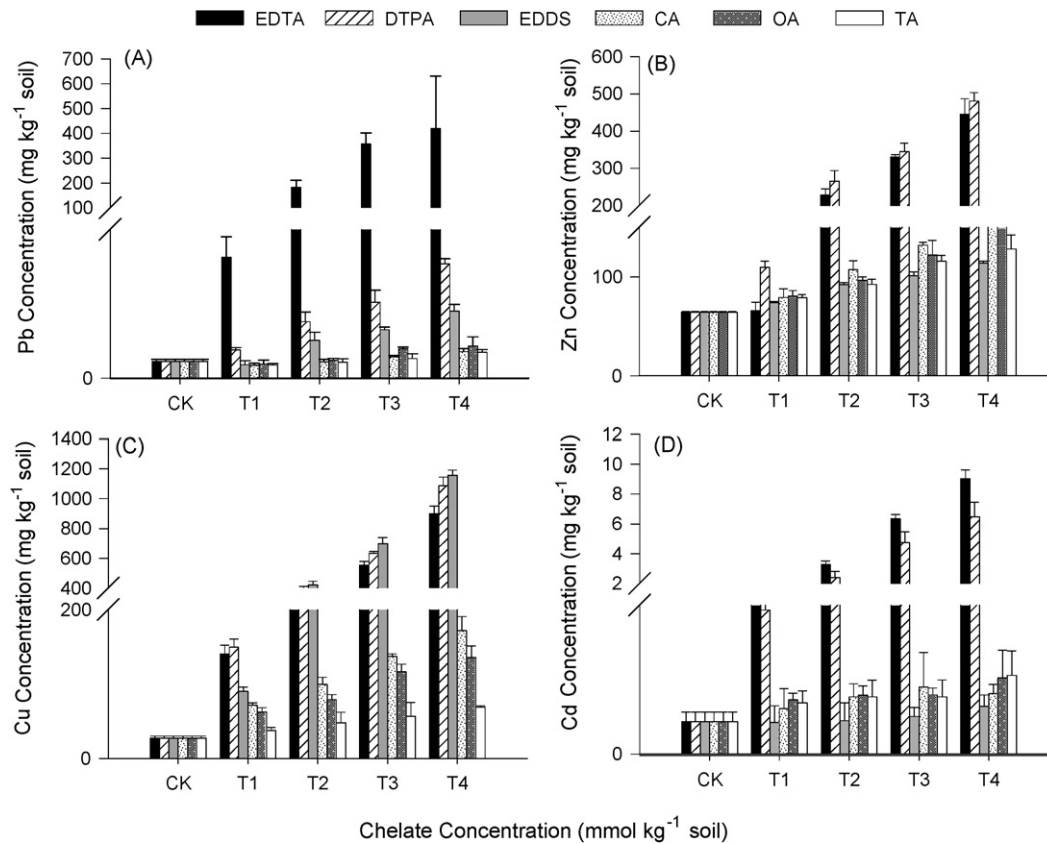 EDTA DTPA EDDS CA OA TA
(A)
Pb Concentration (mg kg⁻¹ soil)
700
600
500
400
300
200
100
0
CK T1 T2 T3 T4
(B)
Zn Concentration (mg kg⁻¹ soil)
600
500
400
300
200
100
0
CK T1 T2 T3 T4
(C)
Cu Concentration (mg kg⁻¹ soil)
1400
1200
1000
800
600
400
200
0
CK T1 T2 T3 T4
(D)
Cd Concentration (mg kg⁻¹ soil)
12
10
8
6
4
2
0
CK T1 T2 T3 T4
Chelate Concentration (mmol kg⁻¹ soil)